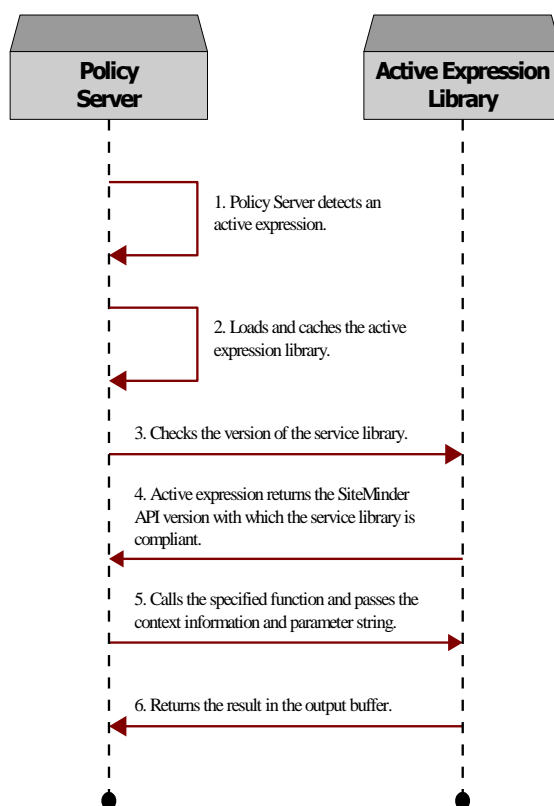 Policy
Server
Active Expression
Library
1. Policy Server detects an
active expression.
2. Loads and caches the active
expression library.
3. Checks the version of the service library.
4. Active expression returns the SiteMinder
API version with which the service library is
compliant.
5. Calls the specified function and passes the
context information and parameter string.
6. Returns the result in the output buffer.